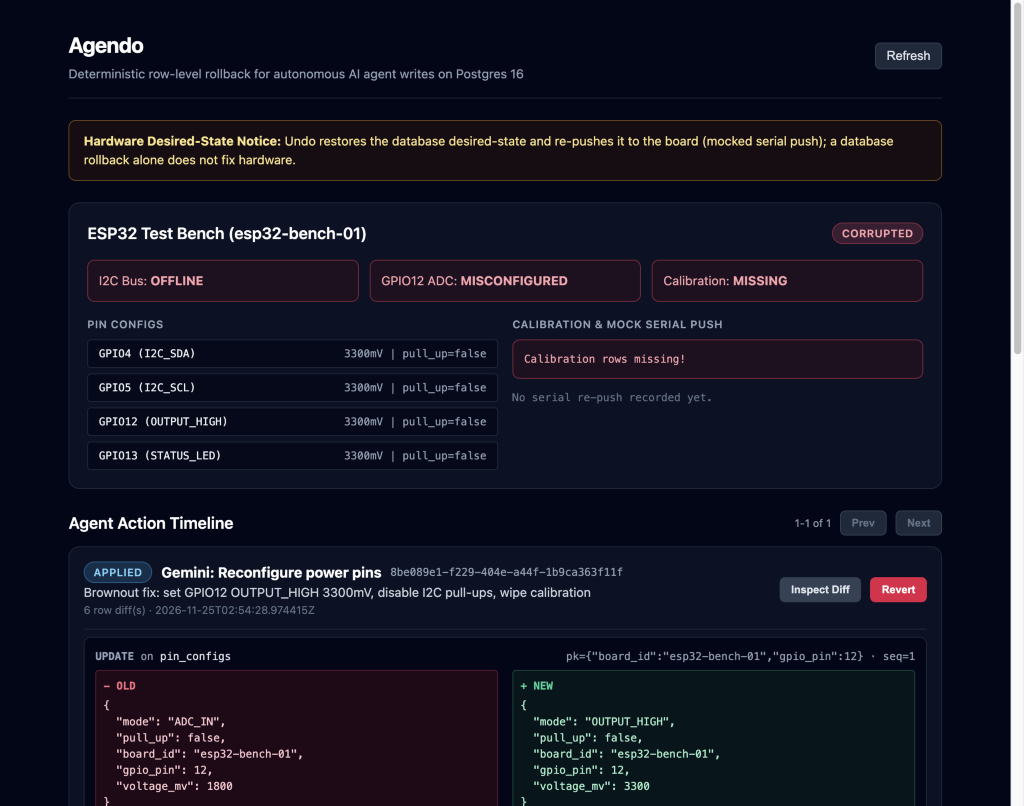 Agendo
Refresh
Deterministic row-level rollback for autonomous AI agent writes on Postgres 16
Hardware Desired-State Notice: Undo restores the database desired-state and re-pushes it to the board (mocked serial push); a database
rollback alone does not fix hardware.
ESP32 Test Bench (esp32-bench-01)
CORRUPTED
I2C Bus: OFFLINE
GPIO12 ADC: MISCONFIGURED
Calibration: MISSING
PIN CONFIGS
GPIO4 (I2C_SDA) 3300mV | pull_up=false
GPIO5 (I2C_SCL) 3300mV | pull_up=false
GPIO12 (OUTPUT_HIGH) 3300mV | pull_up=false
GPIO13 (STATUS_LED) 3300mV | pull_up=false
CALIBRATION & MOCK SERIAL PUSH
Calibration rows missing!
No serial re-push recorded yet.
Agent Action Timeline
1-1 of 1
Prev
Next
APPLIED
Gemini: Reconfigure power pins
8be089e1-f229-404e-a44f-1b9ca363f11f
Brownout fix: set GPIO12 OUTPUT_HIGH 3300mV, disable I2C pull-ups, wipe calibration
6 row diff(s) · 2026-11-25T02:54:28.974415Z
Inspect Diff
Revert
UPDATE on pin_configs
pk={"board_id":"esp32-bench-01","gpio_pin":12} · seq=1
− OLD
{
"mode": "ADC_IN",
"pull_up": false,
"board_id": "esp32-bench-01",
"gpio_pin": 12,
"voltage_mv": 1800
}
+ NEW
{
"mode": "OUTPUT_HIGH",
"pull_up": false,
"board_id": "esp32-bench-01",
"gpio_pin": 12,
"voltage_mv": 3300
}